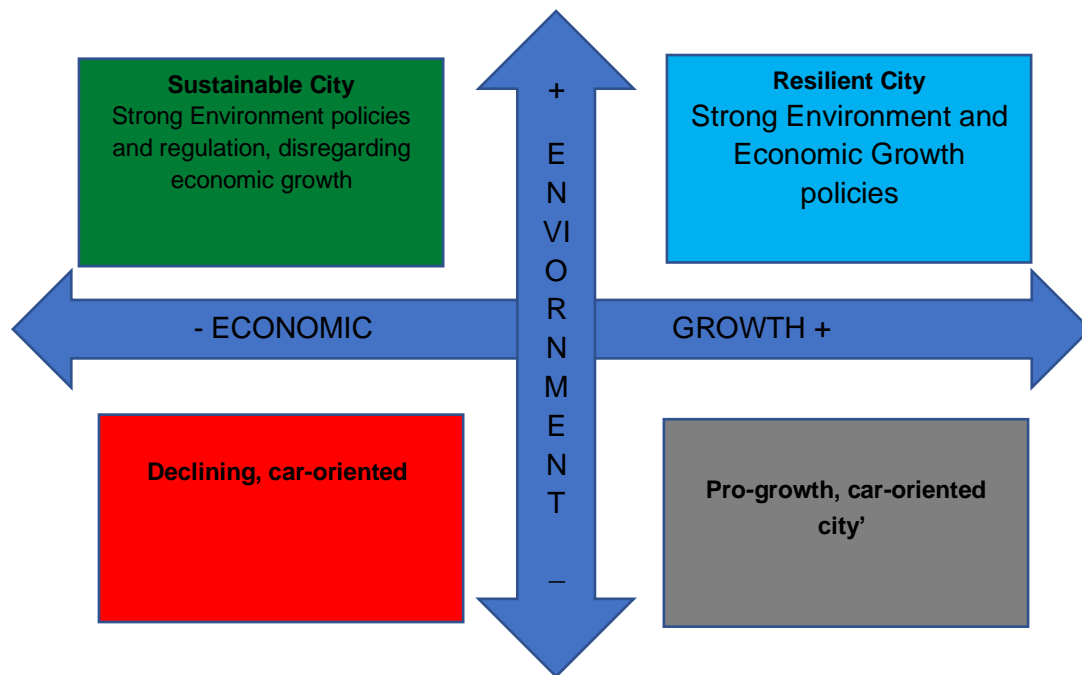 Sustainable City
Strong Environment policies
and regulation, disregarding
economic growth
+
E
N
VI
O
R
N
M
E
N
T
–
Resilient City
Strong Environment and
Economic Growth
policies
- ECONOMIC
GROWTH +
Declining, car-oriented
Pro-growth, car-oriented
city’